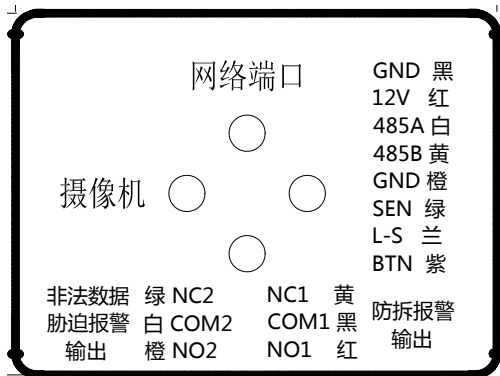 网络端口
摄像机
GND 黑
12V 红
485A 白
485B 黄
GND 橙
SEN 绿
L-S 兰
BTN 紫
非法数据 绿 NC2
胁迫报警 白 COM2
输出 橙 NO2
NC1 黄
COM1 黑
NO1 红
防拆报警
输出